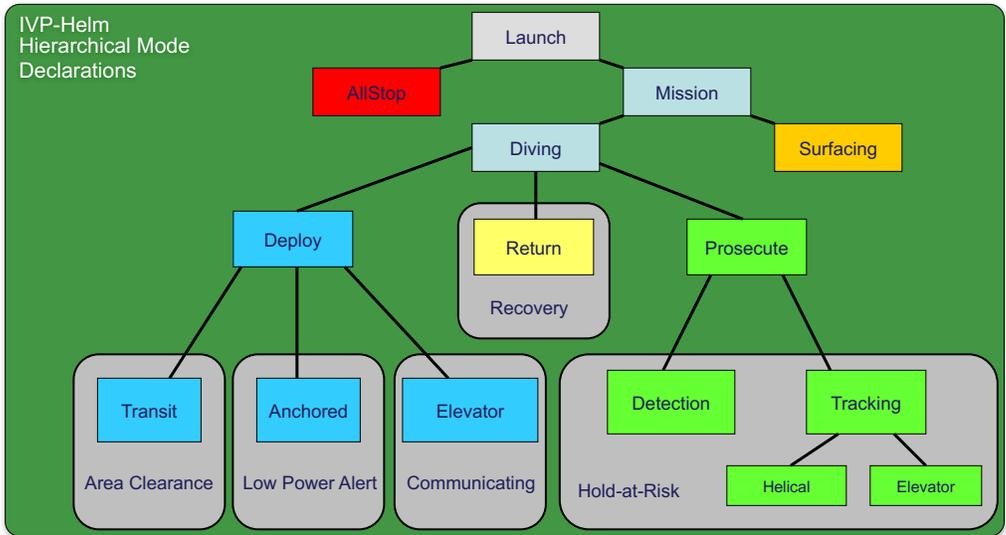 IVP-Helm
Hierarchical Mode
Declarations
Launch
AllStop
Mission
Diving
Surfacing
Deploy
Return
Prosecute
Recovery
Transit
Anchored
Elevator
Detection
Tracking
Area Clearance
Low Power Alert
Communicating
Hold-at-Risk
Helical
Elevator